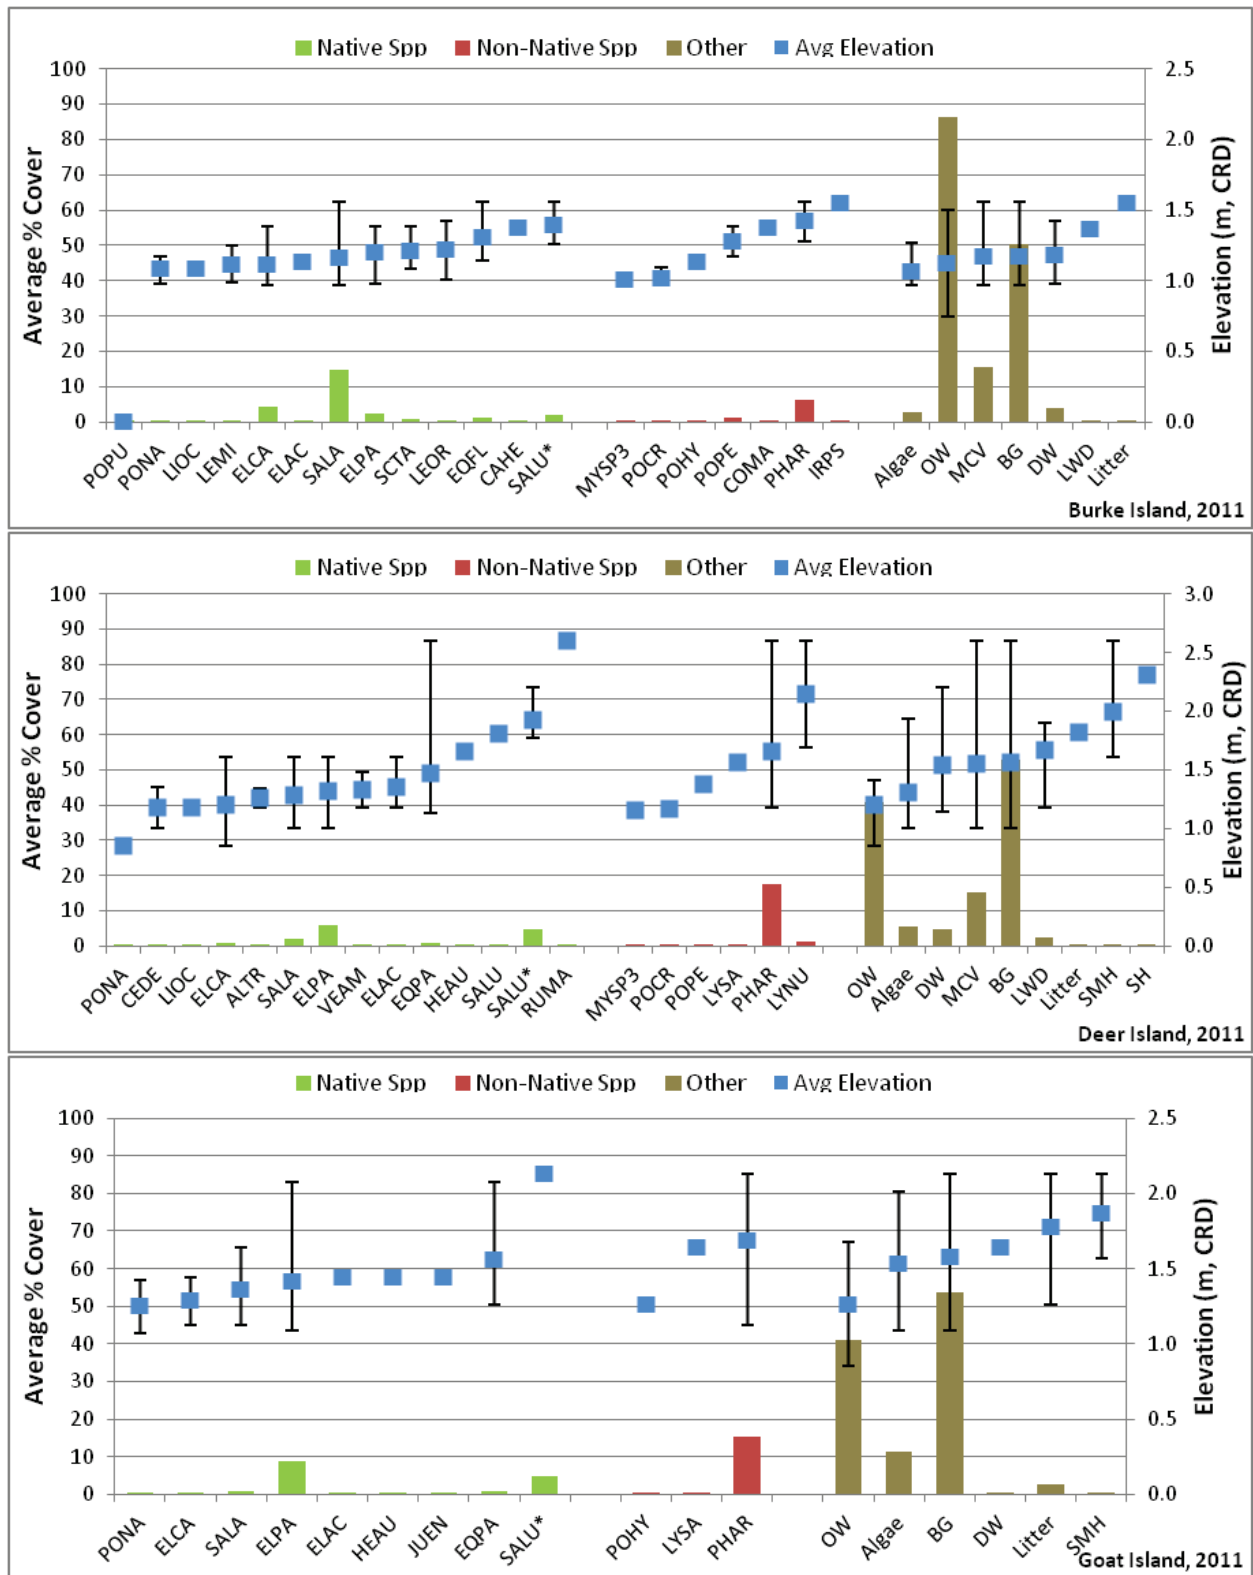 Native Spp Non-Native Spp Other Avg Elevation
100 2.5
90
80 2.0
70
60 1.5
50
40 1.0
30
20 0.5
10
0 0.0
Average % Cover
Elevation (m, CRD)
POPU PONA LIOC LEMI ELCA ELAC SALA ELPA SCTA LEOR EQFL CAHE SALU* MYSP3 POCR POHY POPE COMA PHAR IRPS Algae OW MCV BG DW LWD Litter
Burke Island, 2011
Native Spp Non-Native Spp Other Avg Elevation
100 3.0
90
80 2.5
70
60 2.0
50 1.5
40
30 1.0
20
10 0.5
0 0.0
Average % Cover
Elevation (m, CRD)
PONA CEDE LIOC ELCA ALTR SALA ELPA VEAM ELAC EQPA HEAU SALU SALU* RUMA MYSP3 POCR POPE LYSA PHAR LYNU OW Algae DW MCV BG LWD Litter SMH SH
Deer Island, 2011
Native Spp Non-Native Spp Other Avg Elevation
100 2.5
90
80 2.0
70
60 1.5
50
40 1.0
30
20 0.5
10
0 0.0
Average % Cover
Elevation (m, CRD)
PONA ELCA SALA ELPA ELAC HEAU JUEN EQPA SALU* POHY LYSA PHAR OW Algae BG DW Litter SMH
Goat Island, 2011